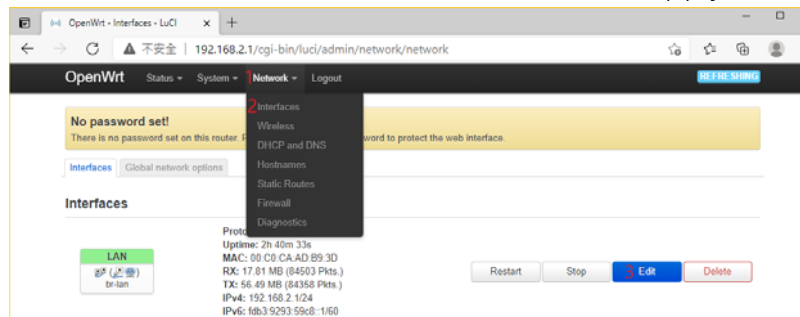 OpenWrt - Interfaces - LuCI
不安全 | 192.168.2.1/cgi-bin/luci/admin/network/network
OpenWrt Status System 1 Network Logout REFRESHING
2 Interfaces
Wireless
DHCP and DNS
Hostnames
Static Routes
Firewall
Diagnostics
No password set!
There is no password set on this router. P word to protect the web interface.
Interfaces Global network options
Interfaces
LAN
br-lan
Proto
Uptime: 2h 40m 33s
MAC: 00:C0:CA:AD:B9:3D
RX: 17.81 MB (84503 Pkts.)
TX: 56.49 MB (84358 Pkts.)
IPv4: 192.168.2.1/24
IPv6: fdb3:9293:59c8::1/60
Restart Stop 3 Edit Delete